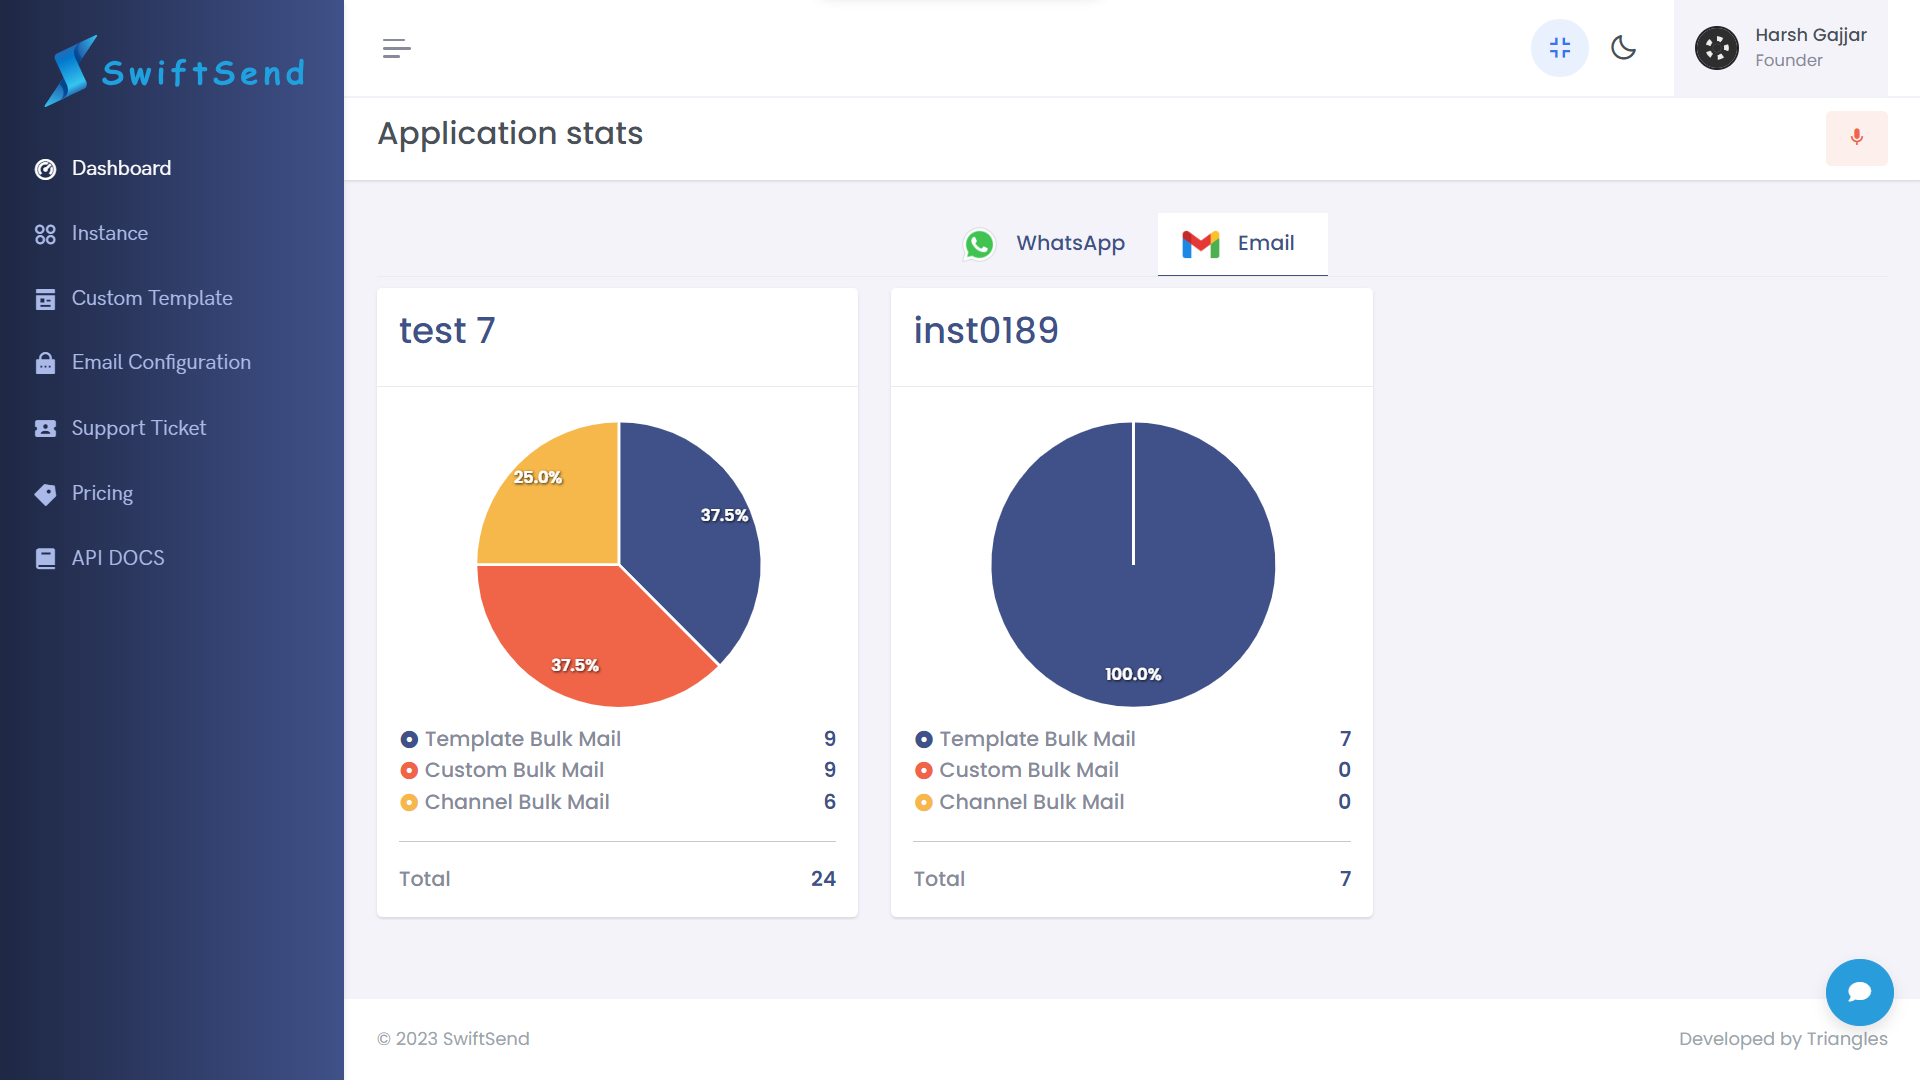 SwiftSend
Dashboard
Instance
Custom Template
Email Configuration
Support Ticket
Pricing
API DOCS
Harsh Gajjar
Founder
Application stats
WhatsApp
Email
test 7
25.0%
37.5%
37.5%
Template Bulk Mail 9
Custom Bulk Mail 9
Channel Bulk Mail 6
Total 24
inst0189
100.0%
Template Bulk Mail 7
Custom Bulk Mail 0
Channel Bulk Mail 0
Total 7
© 2023 SwiftSend
Developed by Triangles